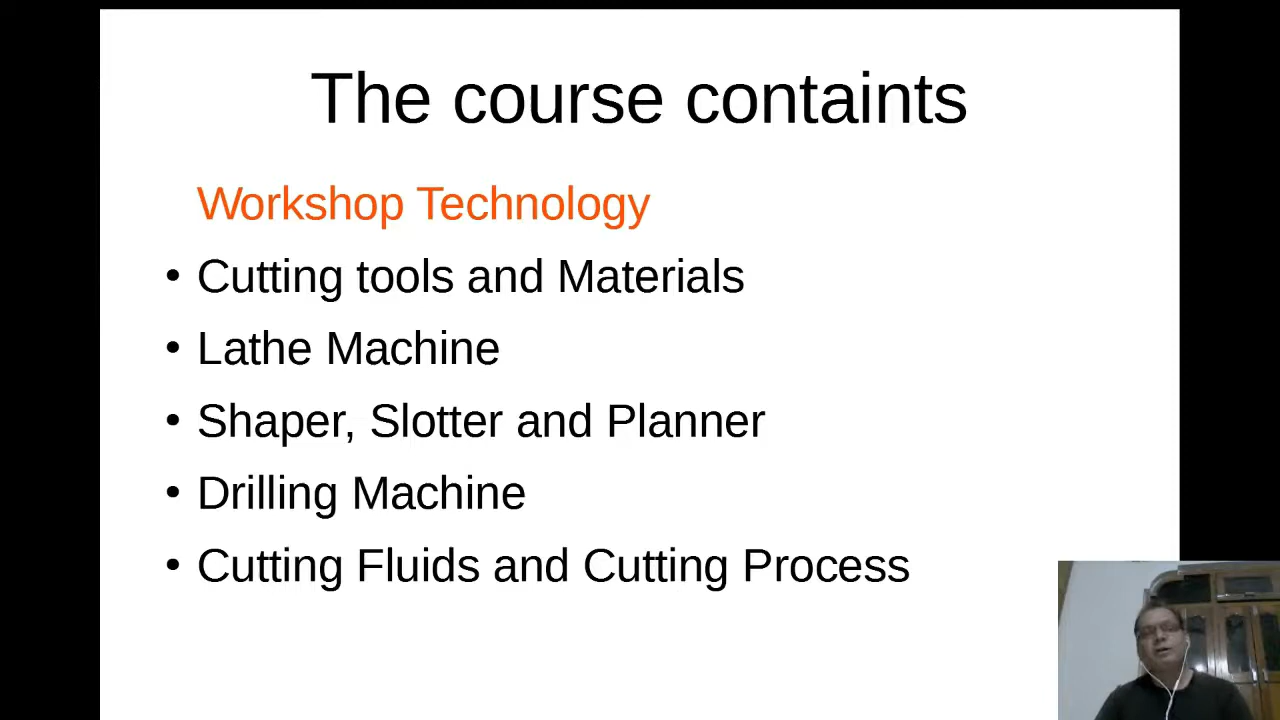 The course containts
Workshop Technology
• Cutting tools and Materials
• Lathe Machine
• Shaper, Slotter and Planner
• Drilling Machine
• Cutting Fluids and Cutting Process